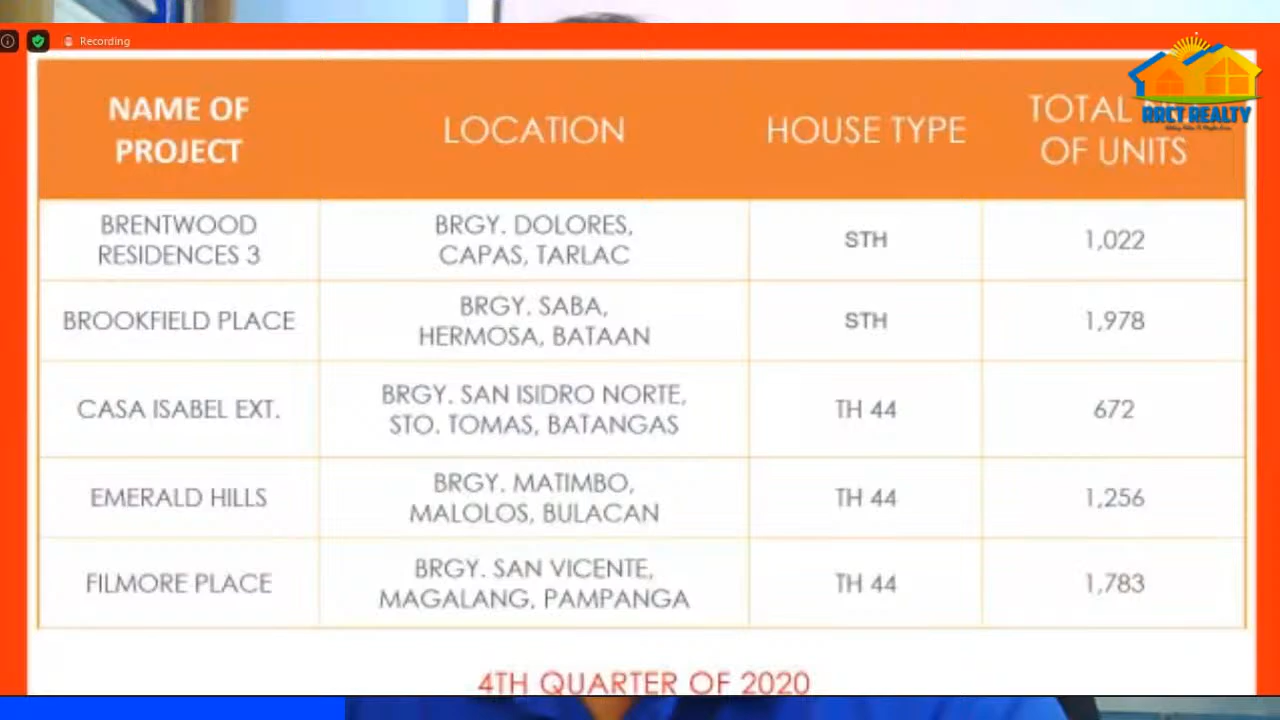 Recording
RRCT REALTY
NAME OF
PROJECT
LOCATION
HOUSE TYPE
TOTAL
OF UNITS
BRENTWOOD
RESIDENCES 3
BRGY. DOLORES,
CAPAS, TARLAC
STH
1,022
BROOKFIELD PLACE
BRGY. SABA,
HERMOSA, BATAAN
STH
1,978
CASA ISABEL EXT.
BRGY. SAN ISIDRO NORTE,
STO. TOMAS, BATANGAS
TH 44
672
EMERALD HILLS
BRGY. MATIMBO,
MALOLOS, BULACAN
TH 44
1,256
FILMORE PLACE
BRGY. SAN VICENTE,
MAGALANG, PAMPANGA
TH 44
1,783
4TH QUARTER OF 2020